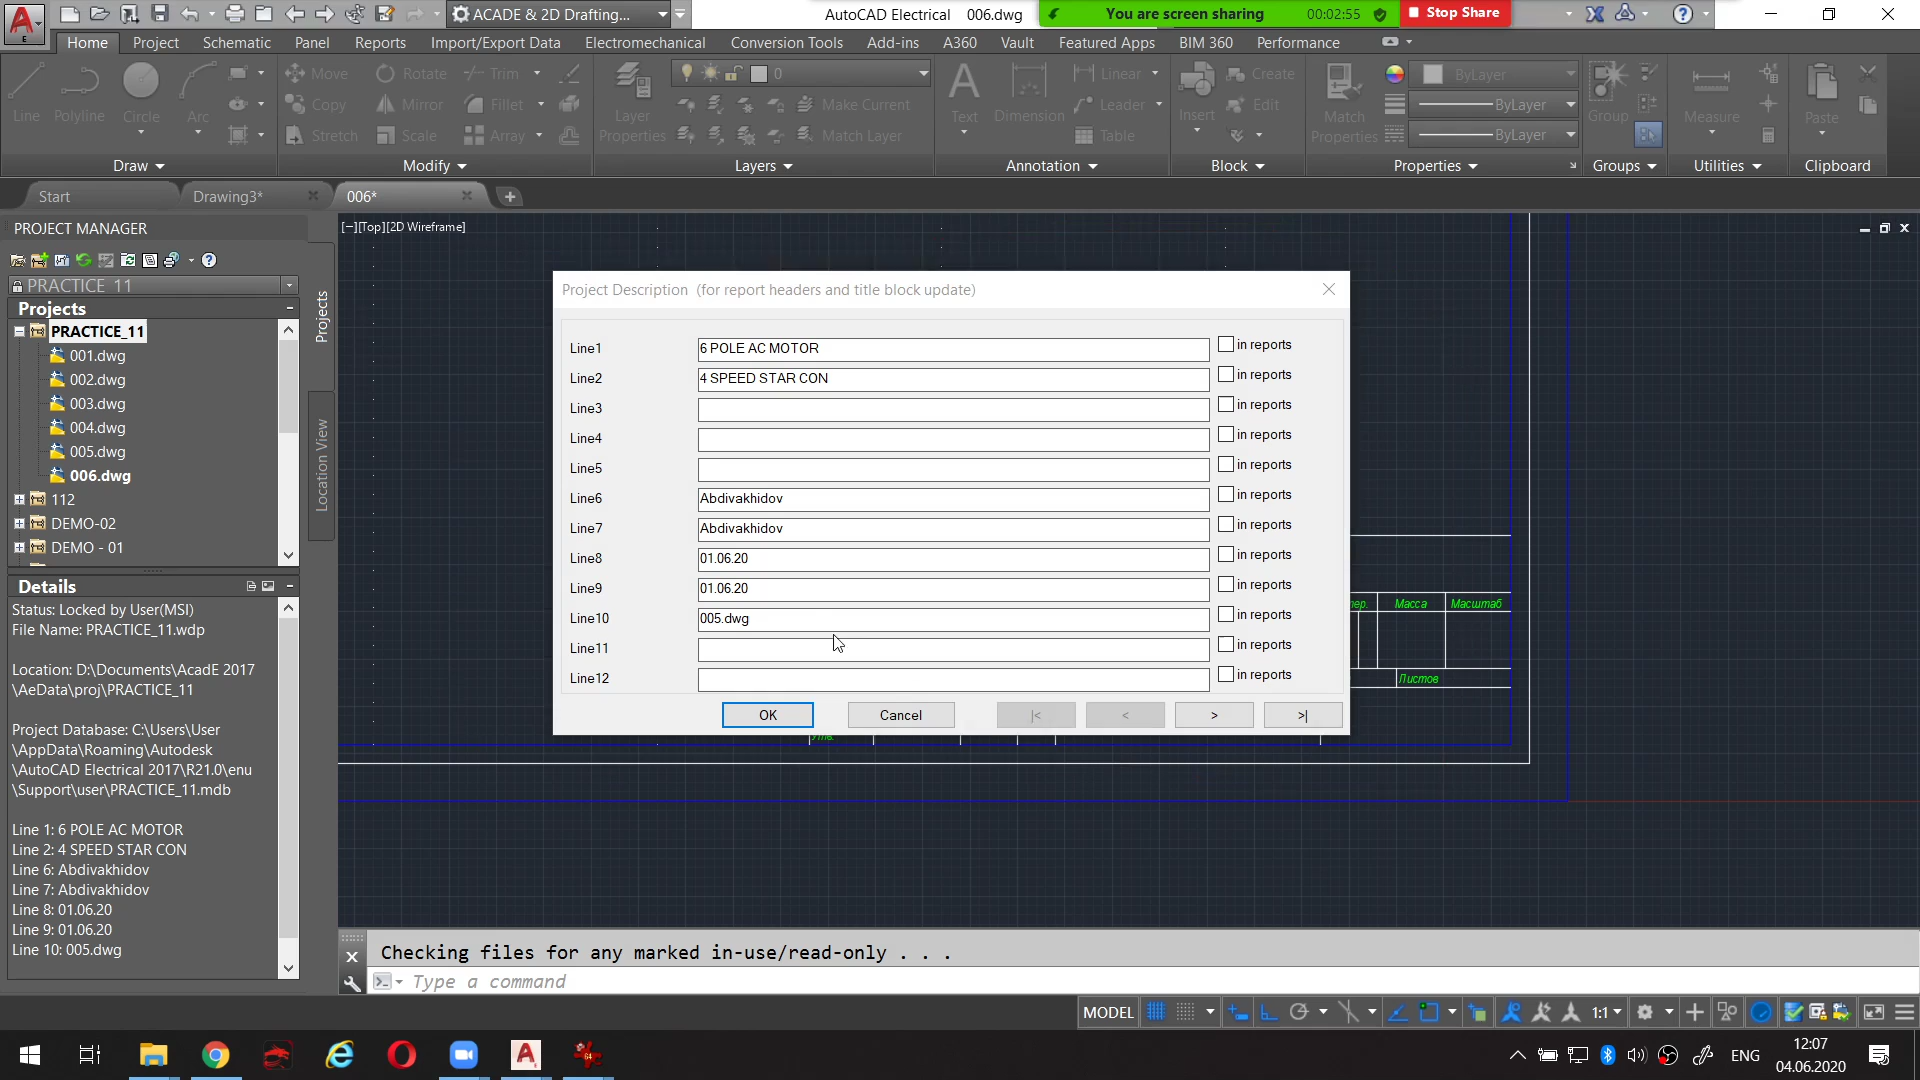 ACADE & 2D Drafting...
AutoCAD Electrical 006.dwg
You are screen sharing
00:02:55
Stop Share
Home
Project
Schematic
Panel
Reports
Import/Export Data
Electromechanical
Conversion Tools
Add-ins
A360
Vault
Featured Apps
BIM 360
Performance
Move
Rotate
Trim
0
Linear
Create
ByLayer
Copy
Mirror
Fillet
Make Current
Leader
Edit
ByLayer
Line
Polyline
Circle
Arc
Stretch
Scale
Array
Layer Properties
Match Layer
Text
Dimension
Table
Insert
Match Properties
ByLayer
Group
Measure
Paste
Draw
Modify
Layers
Annotation
Block
Properties
Groups
Utilities
Clipboard
Start
Drawing3*
006*
PROJECT MANAGER
[−][Top][2D Wireframe]
PRACTICE_11
Projects
PRACTICE_11
001.dwg
002.dwg
003.dwg
004.dwg
005.dwg
006.dwg
112
DEMO-02
DEMO - 01
Projects
Location View
Details
Status: Locked by User(MSI)
File Name: PRACTICE_11.wdp
Location: D:\Documents\AcadE 2017
\AeData\proj\PRACTICE_11
Project Database: C:\Users\User
\AppData\Roaming\Autodesk
\AutoCAD Electrical 2017\R21.0\enu
\Support\user\PRACTICE_11.mdb
Line 1: 6 POLE AC MOTOR
Line 2: 4 SPEED STAR CON
Line 6: Abdivakhidov
Line 7: Abdivakhidov
Line 8: 01.06.20
Line 9: 01.06.20
Line 10: 005.dwg
Project Description (for report headers and title block update)
Line1 6 POLE AC MOTOR in reports
Line2 4 SPEED STAR CON in reports
Line3 in reports
Line4 in reports
Line5 in reports
Line6 Abdivakhidov in reports
Line7 Abdivakhidov in reports
Line8 01.06.20 in reports
Line9 01.06.20 in reports
Line10 005.dwg in reports
Line11 in reports
Line12 in reports
OK
Cancel
|<
<
>
>|
Масса
Масштаб
Листов
Утв.
Checking files for any marked in-use/read-only . . .
Type a command
MODEL
1:1
ENG
12:07
04.06.2020